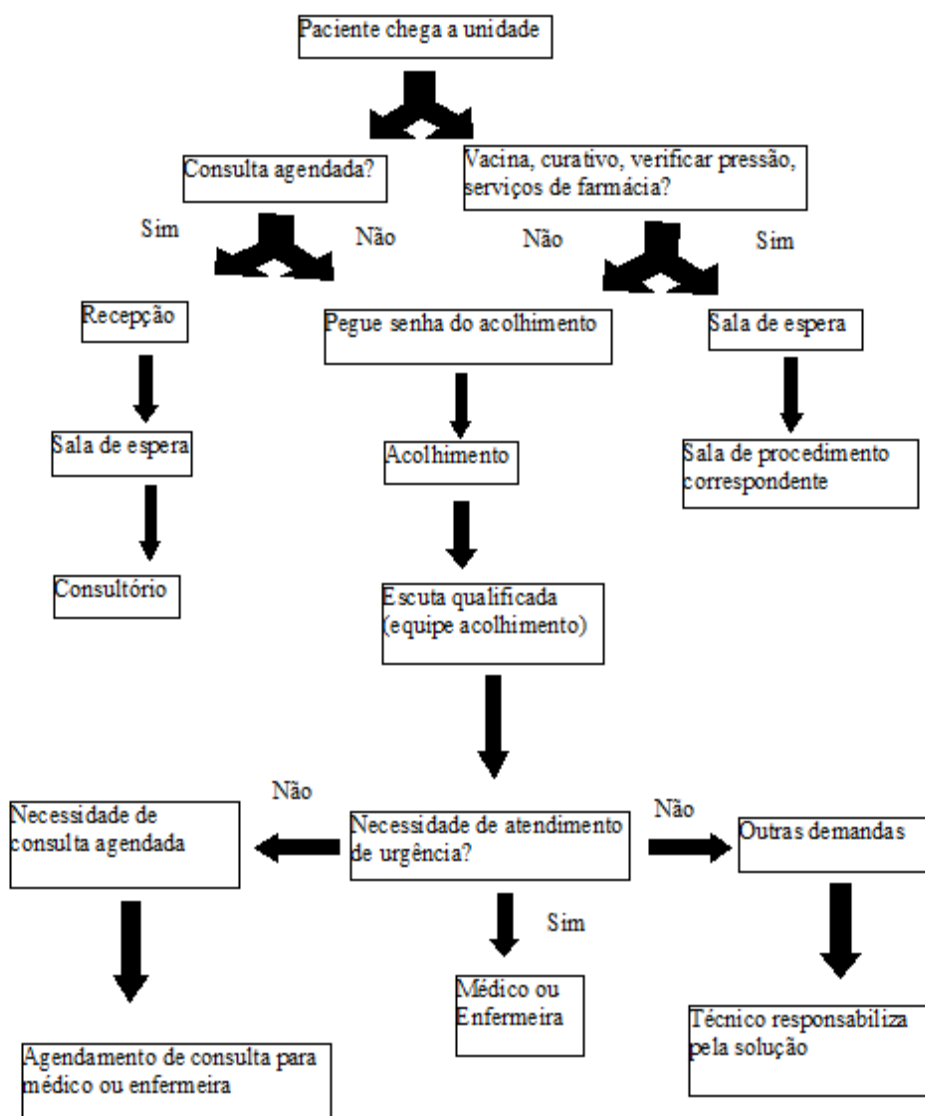 Paciente chega a unidade
Consulta agendada?
Vacina, curativo, verificar pressão,
serviços de farmácia?
Sim
Não
Não
Sim
Recepção
Pegue senha do acolhimento
Sala de espera
Sala de espera
Acolhimento
Sala de procedimento
correspondente
Consultório
Escuta qualificada
(equipe acolhimento)
Não
Não
Necessidade de
consulta agendada
Necessidade de atendimento
de urgência?
Outras demandas
Sim
Médico ou
Enfermeira
Técnico responsabiliza
pela solução
Agendamento de consulta para
médico ou enfermeira